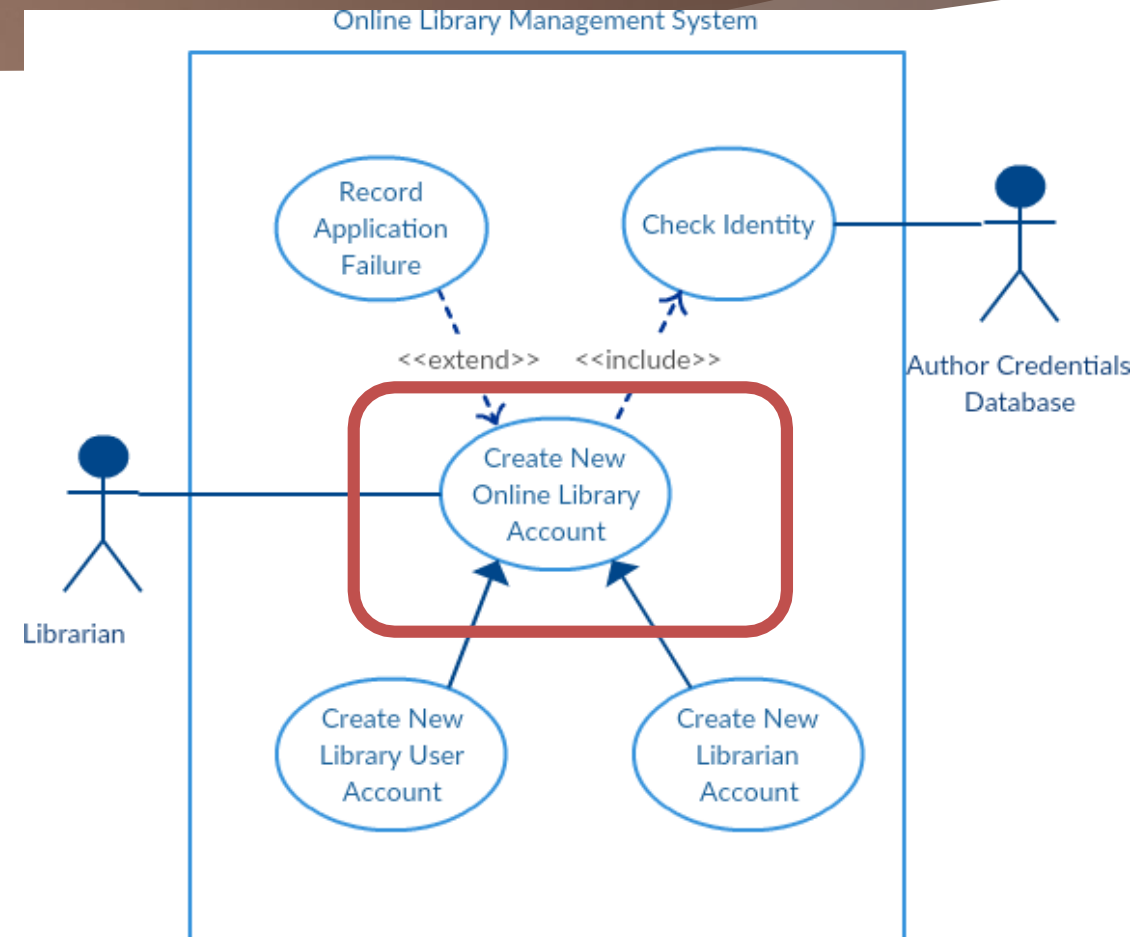 Online Library Management System
Record
Application
Failure
Check Identity
<<extend>>
<<include>>
Author Credentials
Database
Create New
Online Library
Account
Librarian
Create New
Library User
Account
Create New
Librarian
Account